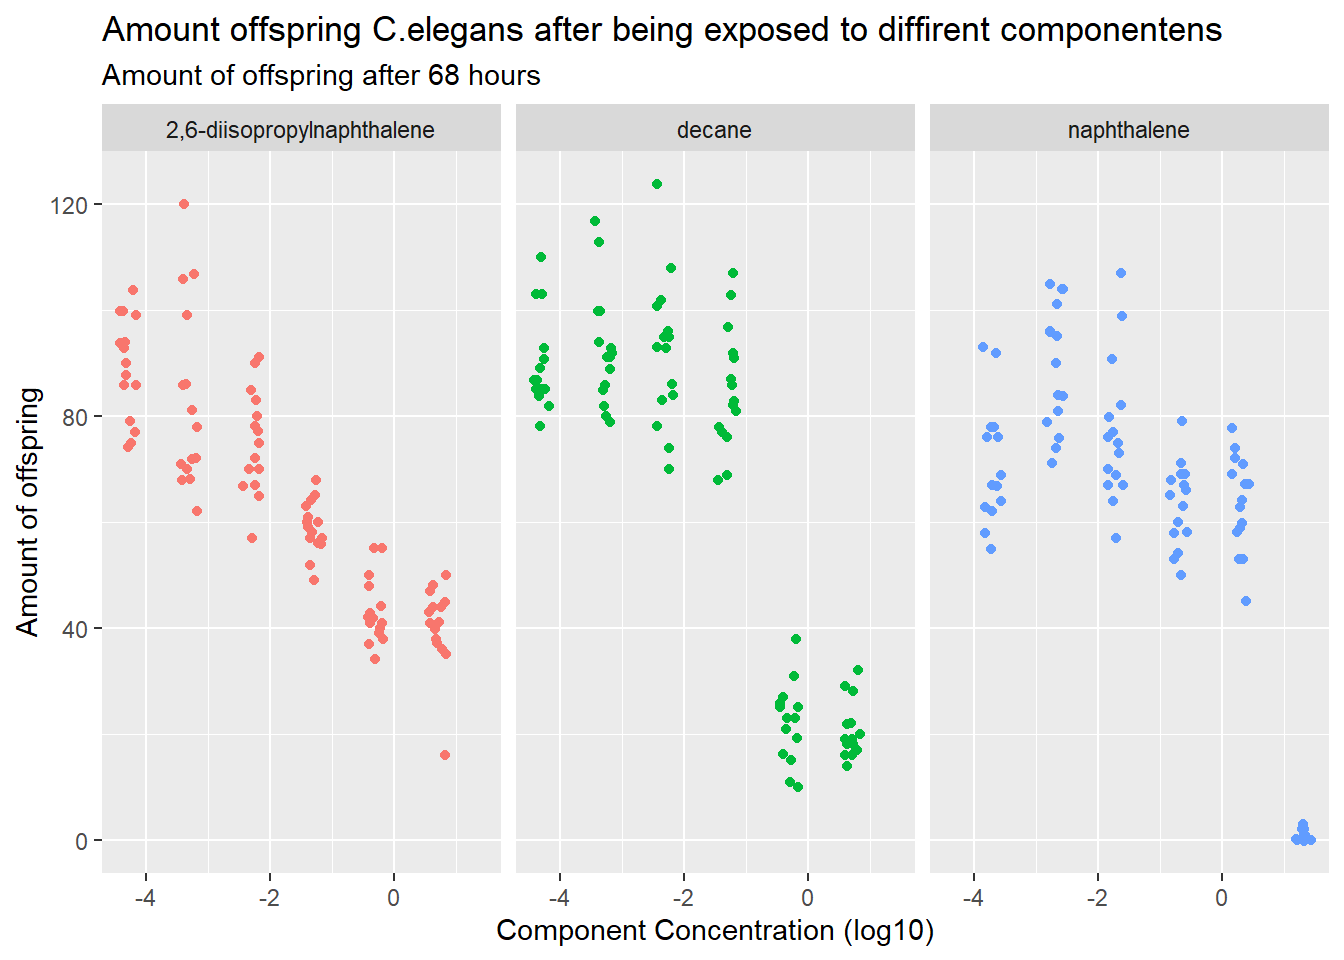 Amount offspring C.elegans after being exposed to diffirent componentens
Amount of offspring after 68 hours
2,6-diisopropylnaphthalene
decane
naphthalene
Amount of offspring
120
80
40
0
-4
-2
0
-4
-2
0
-4
-2
0
Component Concentration (log10)